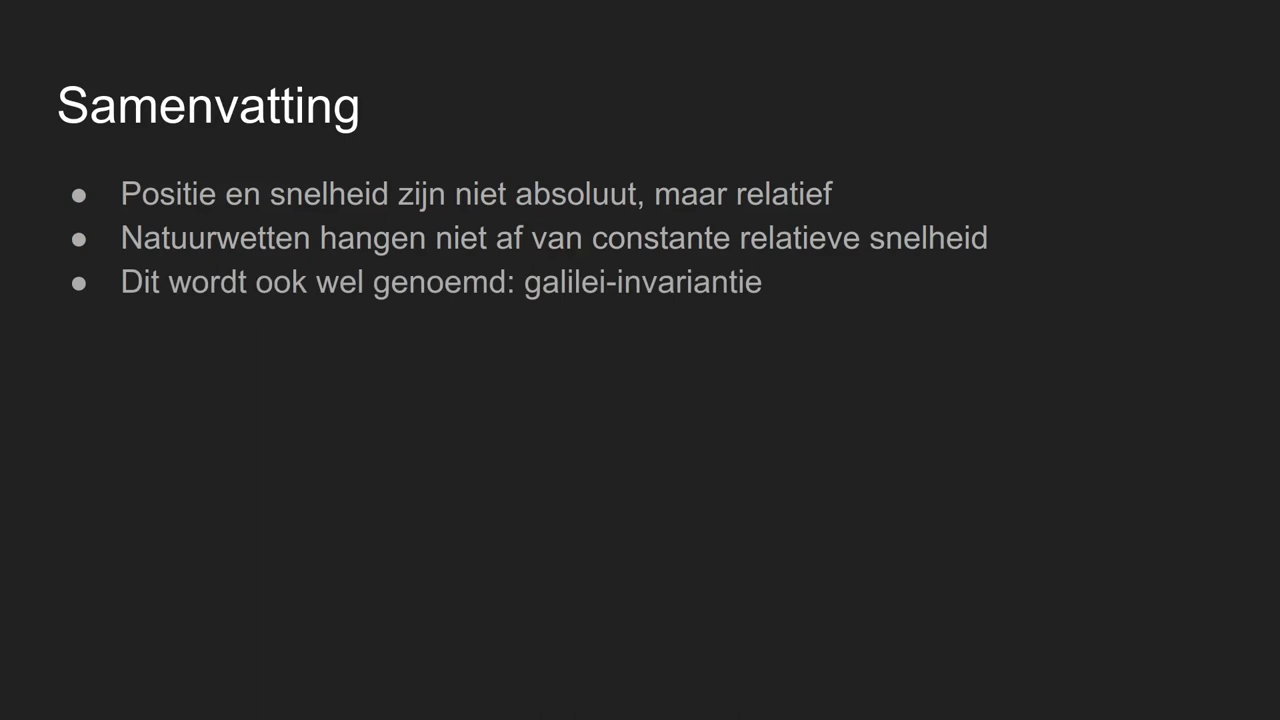 Samenvatting
● Positie en snelheid zijn niet absoluut, maar relatief
● Natuurwetten hangen niet af van constante relatieve snelheid
● Dit wordt ook wel genoemd: galilei-invariantie